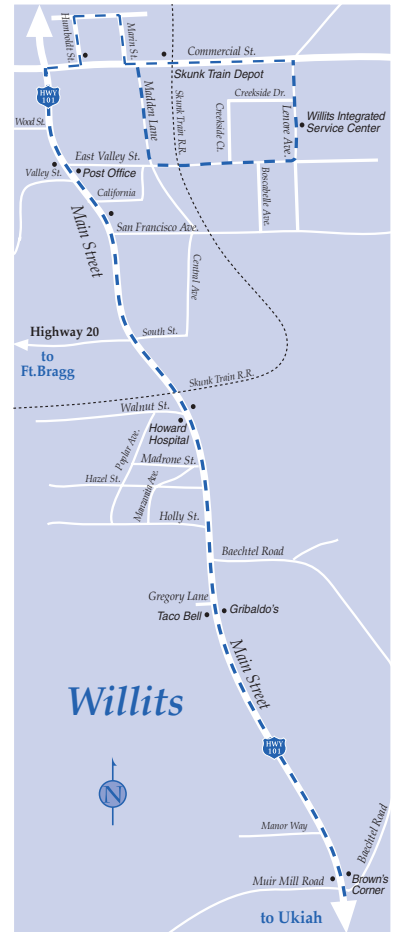 Humboldt St.
Marin St.
Commercial St.
Skunk Train Depot
HWY
101
Madden Lane
Skunk Train R.R.
Creekside Dr.
Creekside Ct.
Lenore Ave.
Willits Integrated
Service Center
Wood St.
East Valley St.
Valley St.
Post Office
Boscabelle Ave.
California
San Francisco Ave.
Main Street
Central Ave
Highway 20
South St.
to
Ft.Bragg
Skunk Train R.R.
Walnut St.
Howard
Hospital
Poplar Ave.
Madrone St.
Hazel St.
Manzanita Ave.
Holly St.
Baechtel Road
Gregory Lane
Taco Bell
Gribaldo's
Main Street
Willits
HWY
101
N
Manor Way
Baechtel Road
Muir Mill Road
Brown's
Corner
to Ukiah